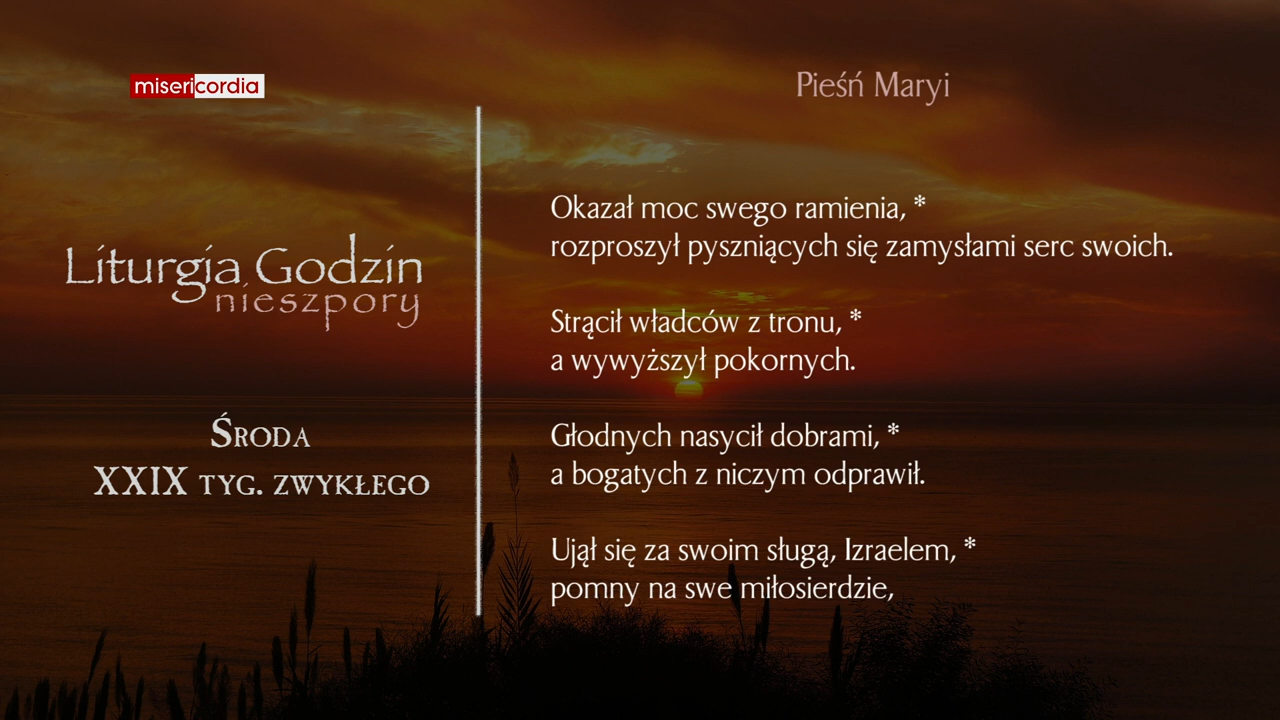 misericordia
Liturgia Godzin
nieszpory
Środa
XXIX tyg. zwykłego
Pieśń Maryi
Okazał moc swego ramienia, *
rozproszył pyszniących się zamysłami serc swoich.
Strącił władców z tronu, *
a wywyższył pokornych.
Głodnych nasycił dobrami, *
a bogatych z niczym odprawił.
Ujął się za swoim sługą, Izraelem, *
pomny na swe miłosierdzie,